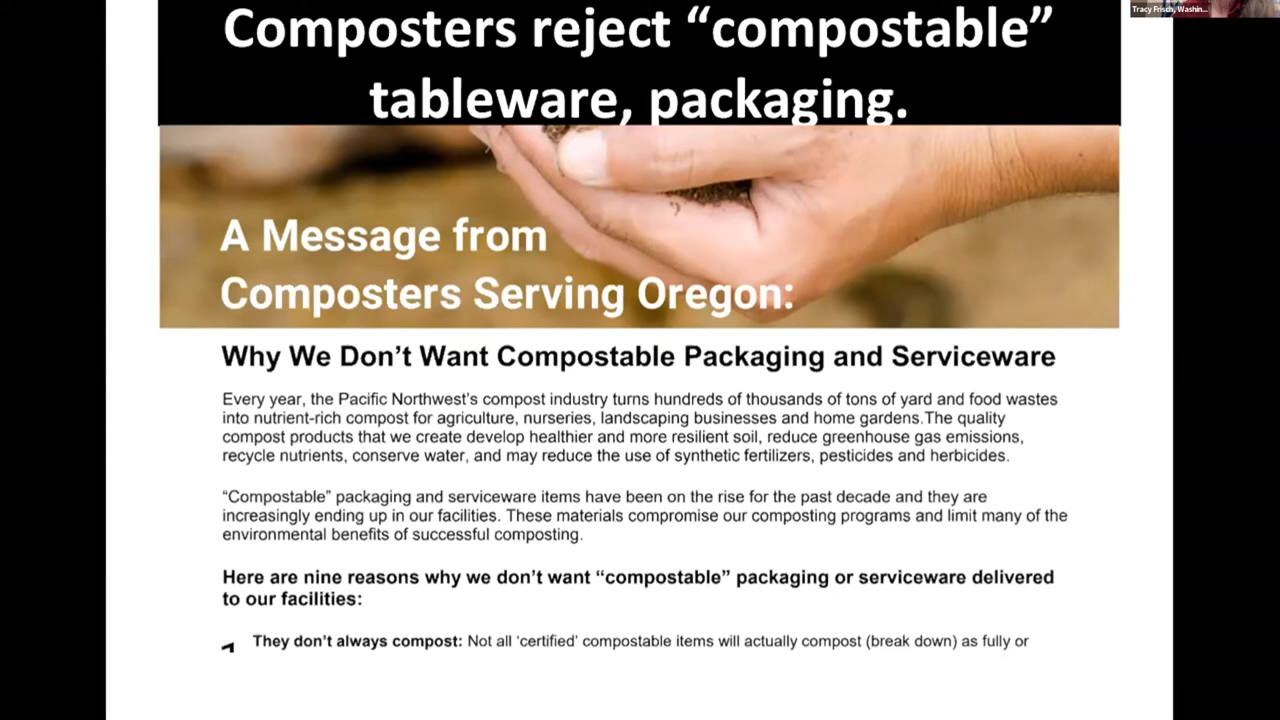 Tracy Frisch, Washin...
Composters reject “compostable”
tableware, packaging.
A Message from
Composters Serving Oregon:
Why We Don’t Want Compostable Packaging and Serviceware
Every year, the Pacific Northwest’s compost industry turns hundreds of thousands of tons of yard and food wastes
into nutrient-rich compost for agriculture, nurseries, landscaping businesses and home gardens.The quality
compost products that we create develop healthier and more resilient soil, reduce greenhouse gas emissions,
recycle nutrients, conserve water, and may reduce the use of synthetic fertilizers, pesticides and herbicides.
“Compostable” packaging and serviceware items have been on the rise for the past decade and they are
increasingly ending up in our facilities. These materials compromise our composting programs and limit many of the
environmental benefits of successful composting.
Here are nine reasons why we don’t want “compostable” packaging or serviceware delivered
to our facilities:
1 They don’t always compost: Not all ‘certified’ compostable items will actually compost (break down) as fully or